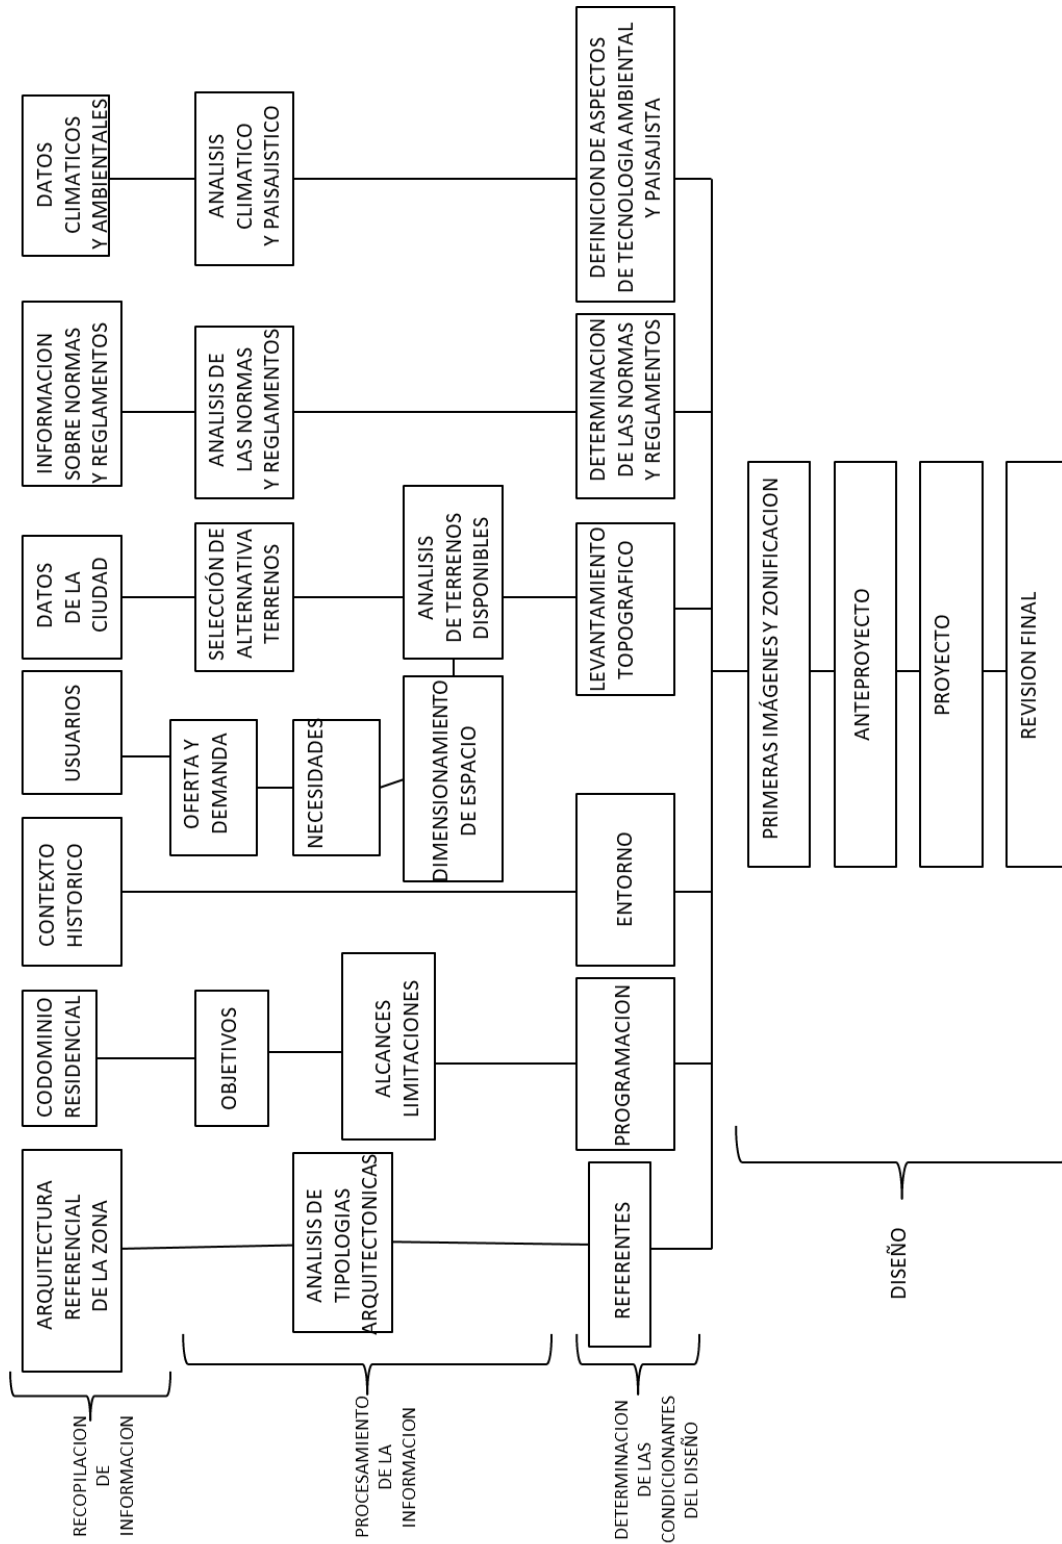 RECOPILACION
DE
INFORMACION
ARQUITECTURA
REFERENCIAL
DE LA ZONA
CODOMINIO
RESIDENCIAL
CONTEXTO
HISTORICO
USUARIOS
DATOS
DE LA
CIUDAD
INFORMACION
SOBRE NORMAS
Y REGLAMENTOS
DATOS
CLIMATICOS
Y AMBIENTALES
PROCESAMIENTO
DE LA
INFORMACION
ANALISIS DE
TIPOLOGIAS
ARQUITECTONICAS
OBJETIVOS
ALCANCES
LIMITACIONES
OFERTA Y
DEMANDA
NECESIDADES
DIMENSIONAMIENTO
DE ESPACIO
SELECCIÓN DE
ALTERNATIVA
TERRENOS
ANALISIS
DE TERRENOS
DISPONIBLES
ANALISIS DE
LAS NORMAS
Y REGLAMENTOS
ANALISIS
CLIMATICO
Y PAISAJISTICO
DETERMINACION
DE LAS
CONDICIONANTES
DEL DISEÑO
REFERENTES
PROGRAMACION
ENTORNO
LEVANTAMIENTO
TOPOGRAFICO
DETERMINACION
DE LAS NORMAS
Y REGLAMENTOS
DEFINICION DE ASPECTOS
DE TECNOLOGIA AMBIENTAL
Y PAISAJISTA
DISEÑO
PRIMERAS IMÁGENES Y ZONIFICACION
ANTEPROYECTO
PROYECTO
REVISION FINAL